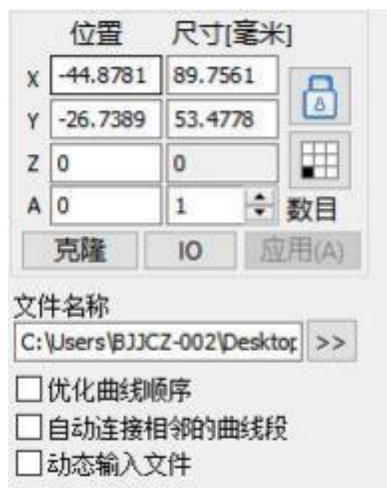 位置 尺寸[毫米]
X -44.8781 89.7561
Y -26.7389 53.4778
Z 0 0
A 0 1 数目
克隆 IO 应用(A)
文件名称
C:\Users\BJJCZ-002\Desktop >>
优化曲线顺序
自动连接相邻的曲线段
动态输入文件